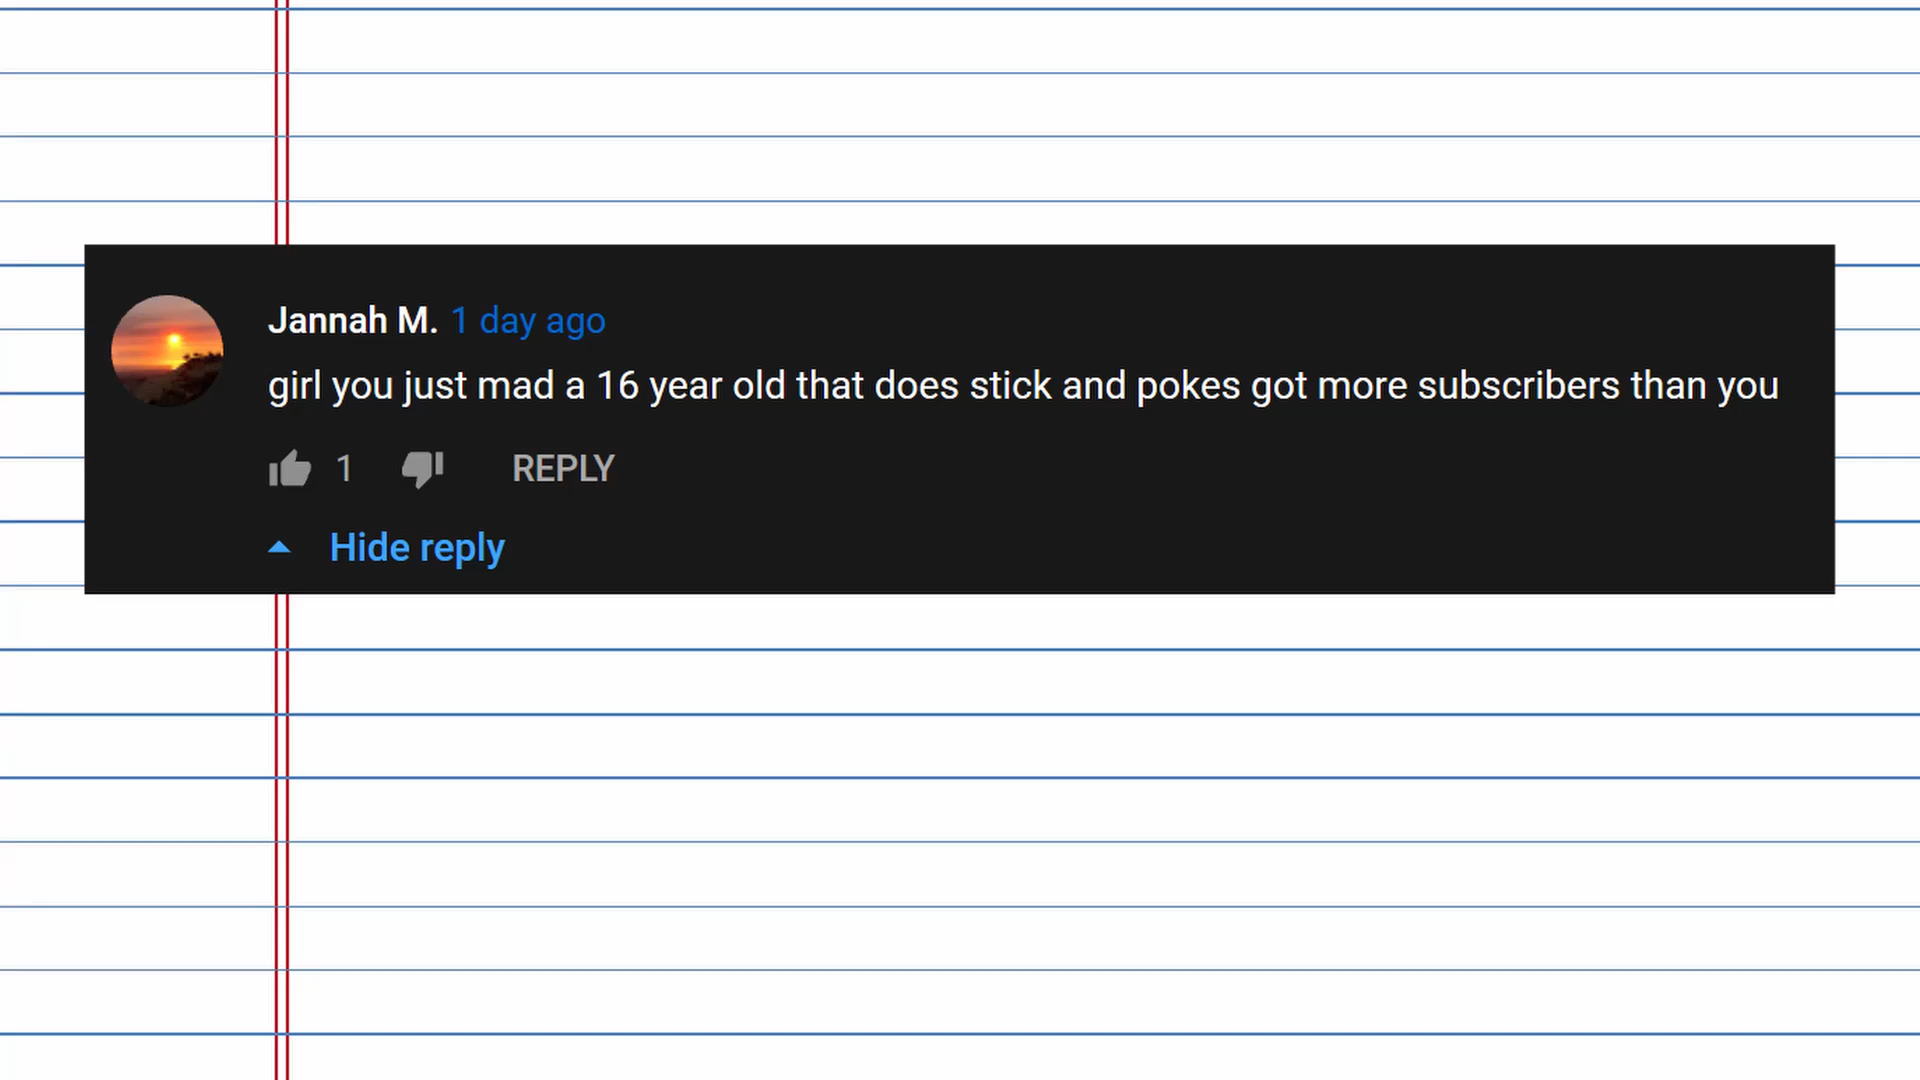 Jannah M. 1 day ago
girl you just mad a 16 year old that does stick and pokes got more subscribers than you
1 REPLY
Hide reply